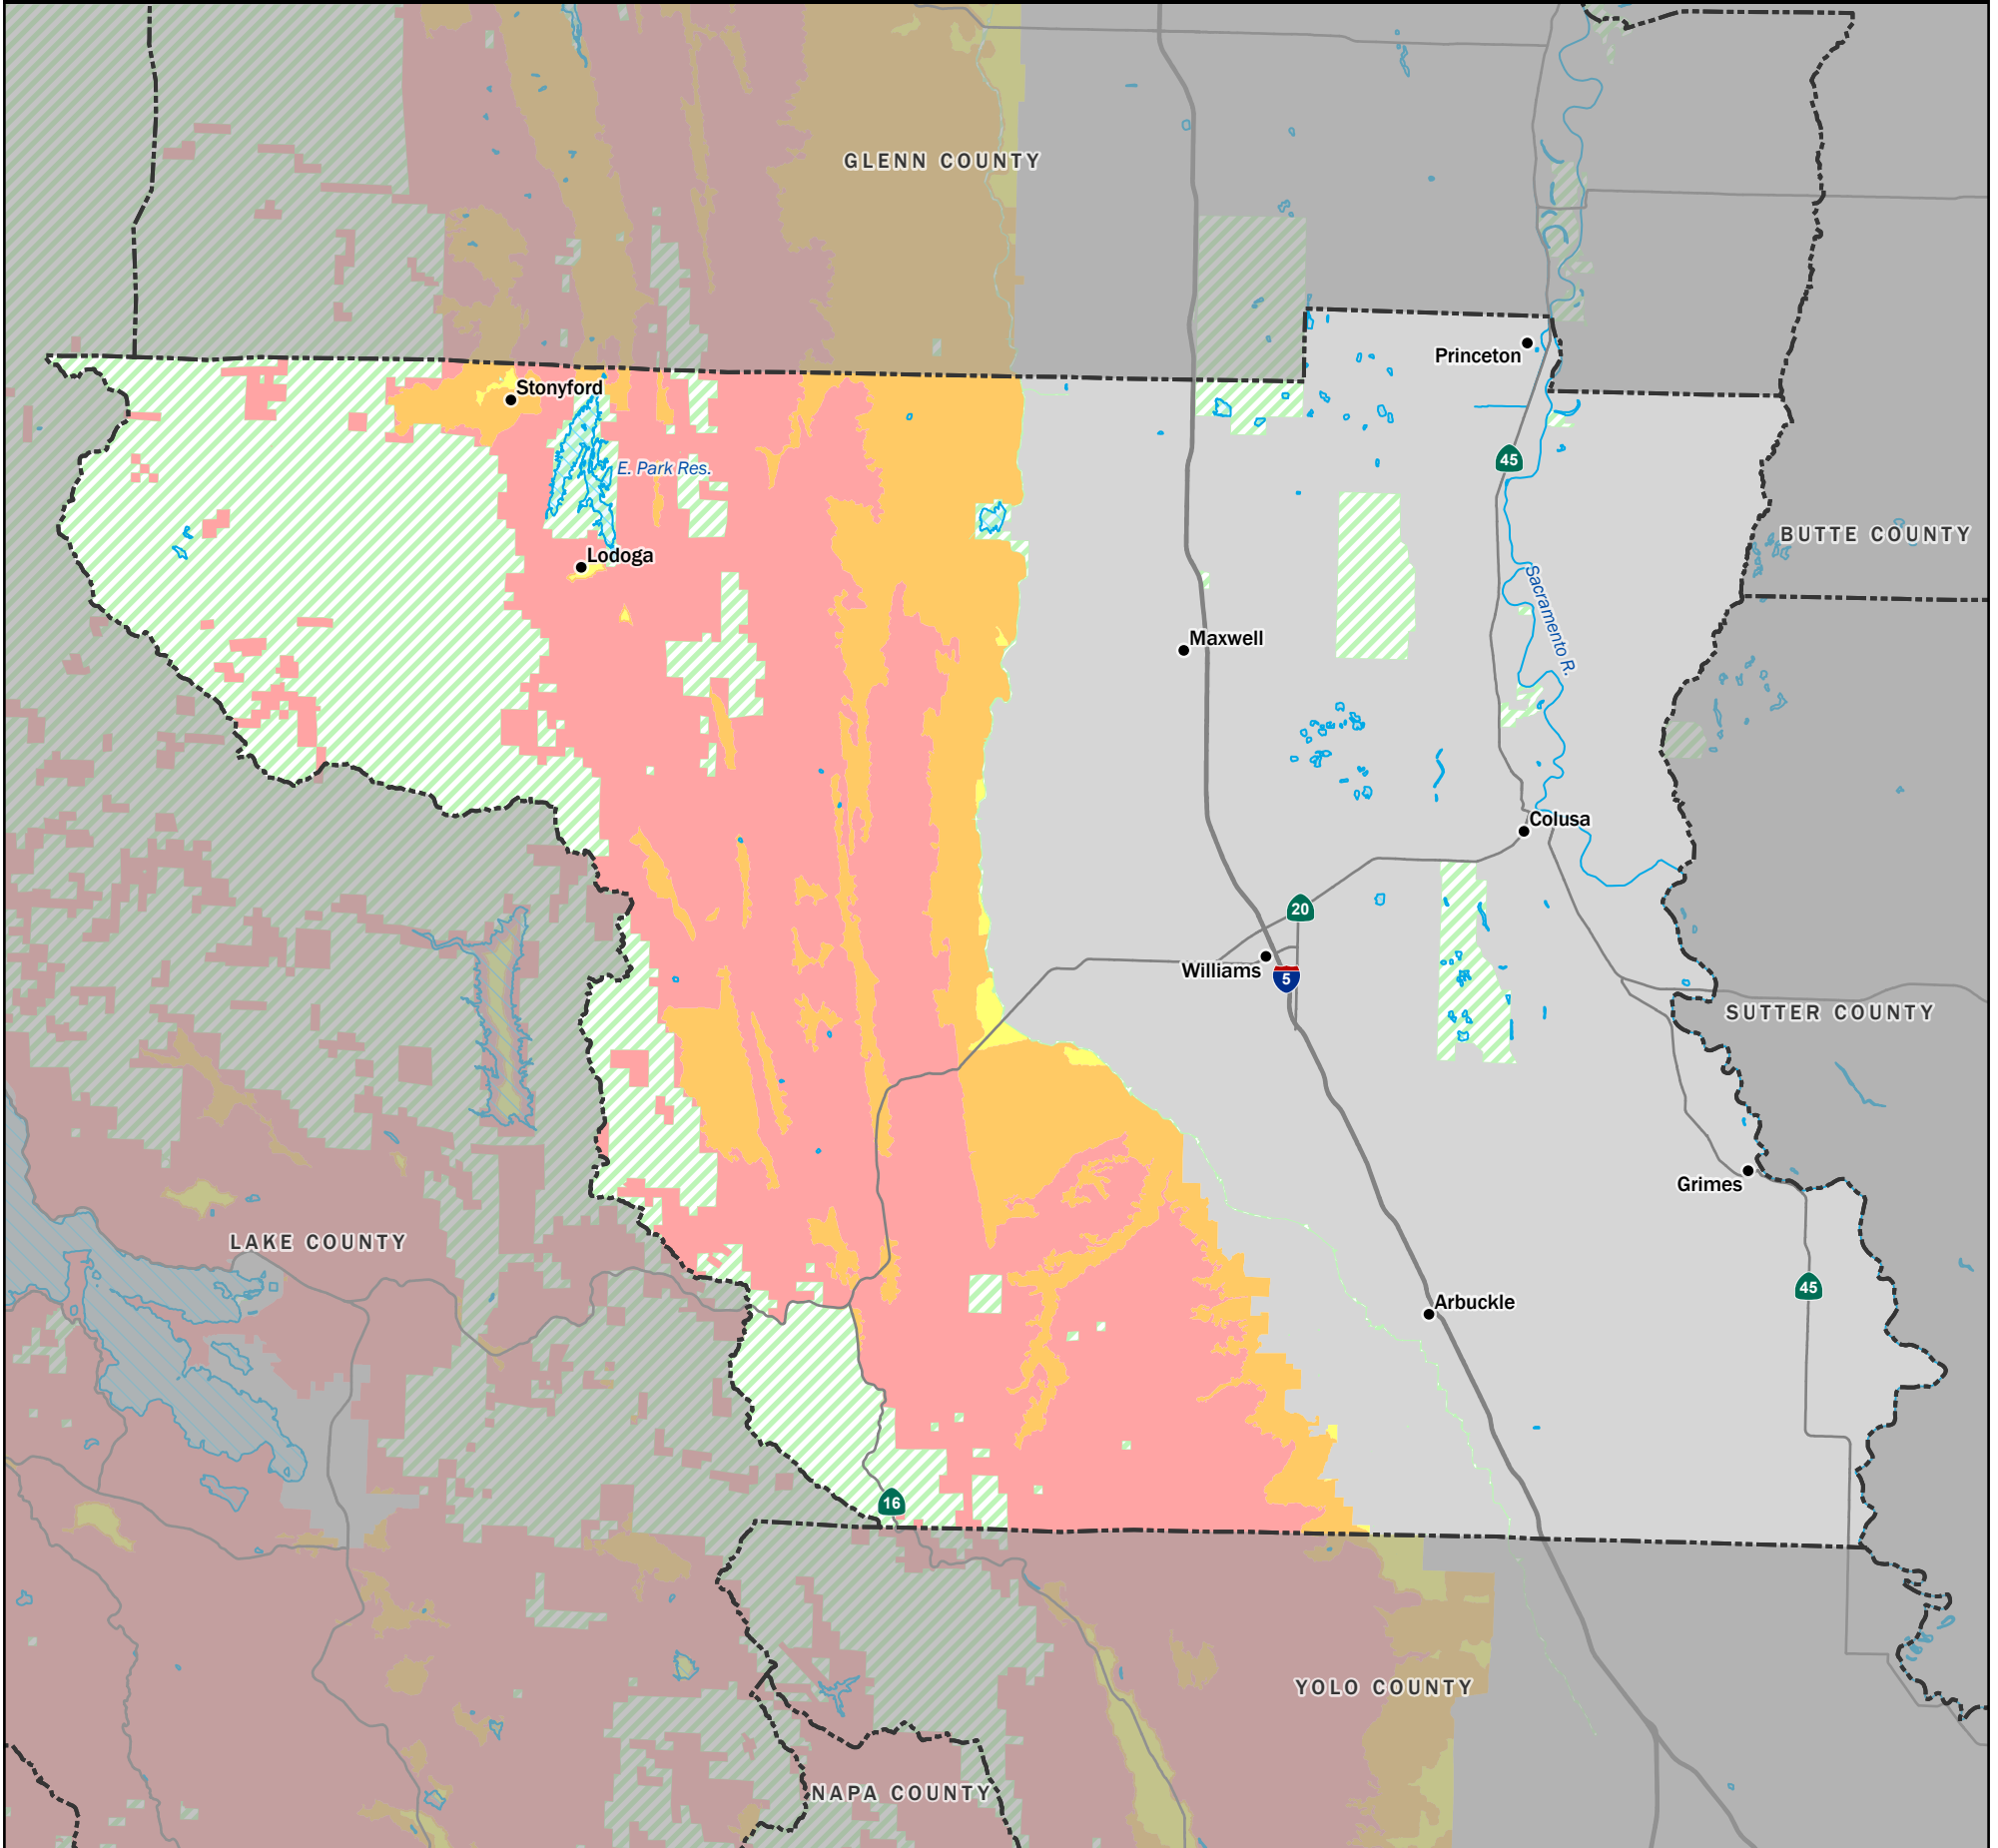 GLENN COUNTY
Princeton
Stonyford
45
E. Park Res.
BUTTE COUNTY
Lodoga
Sacramento R.
Maxwell
Colusa
20
Williams
5
SUTTER COUNTY
Grimes
LAKE COUNTY
45
Arbuckle
16
YOLO COUNTY
NAPA COUNTY